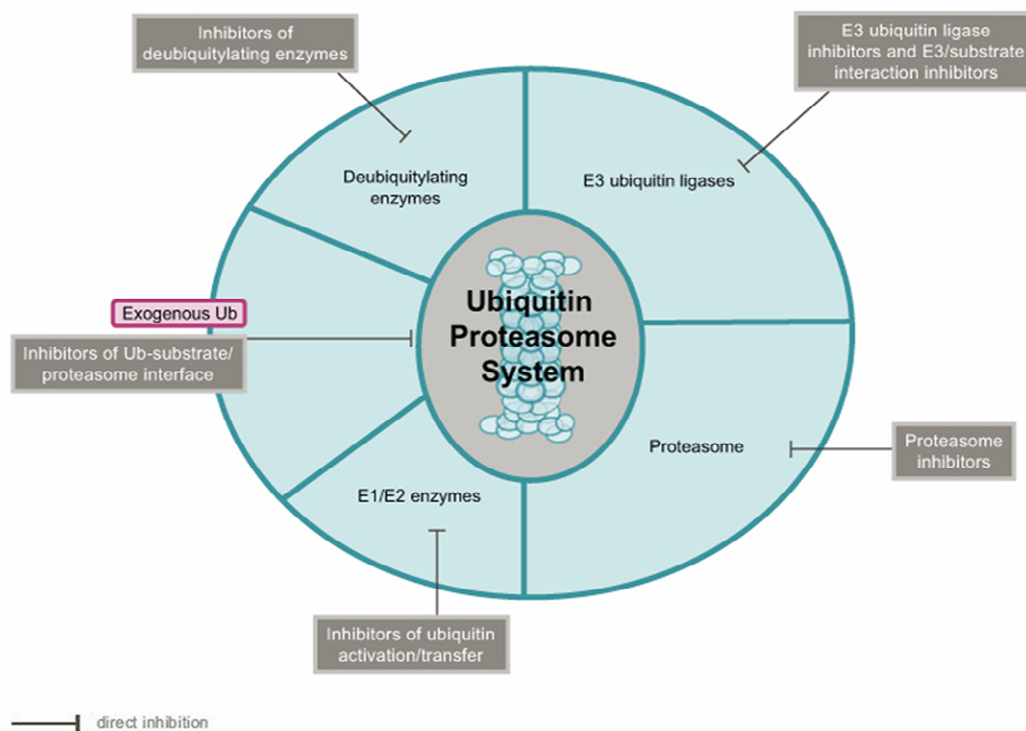 Inhibitors of
deubiquitylating enzymes
E3 ubiquitin ligase
inhibitors and E3/substrate
interaction inhibitors
Deubiquitylating
enzymes
E3 ubiquitin ligases
Exogenous Ub
Inhibitors of Ub-substrate/
proteasome interface
Ubiquitin
Proteasome
System
Proteasome
Proteasome
inhibitors
E1/E2 enzymes
Inhibitors of ubiquitin
activation/transfer
direct inhibition